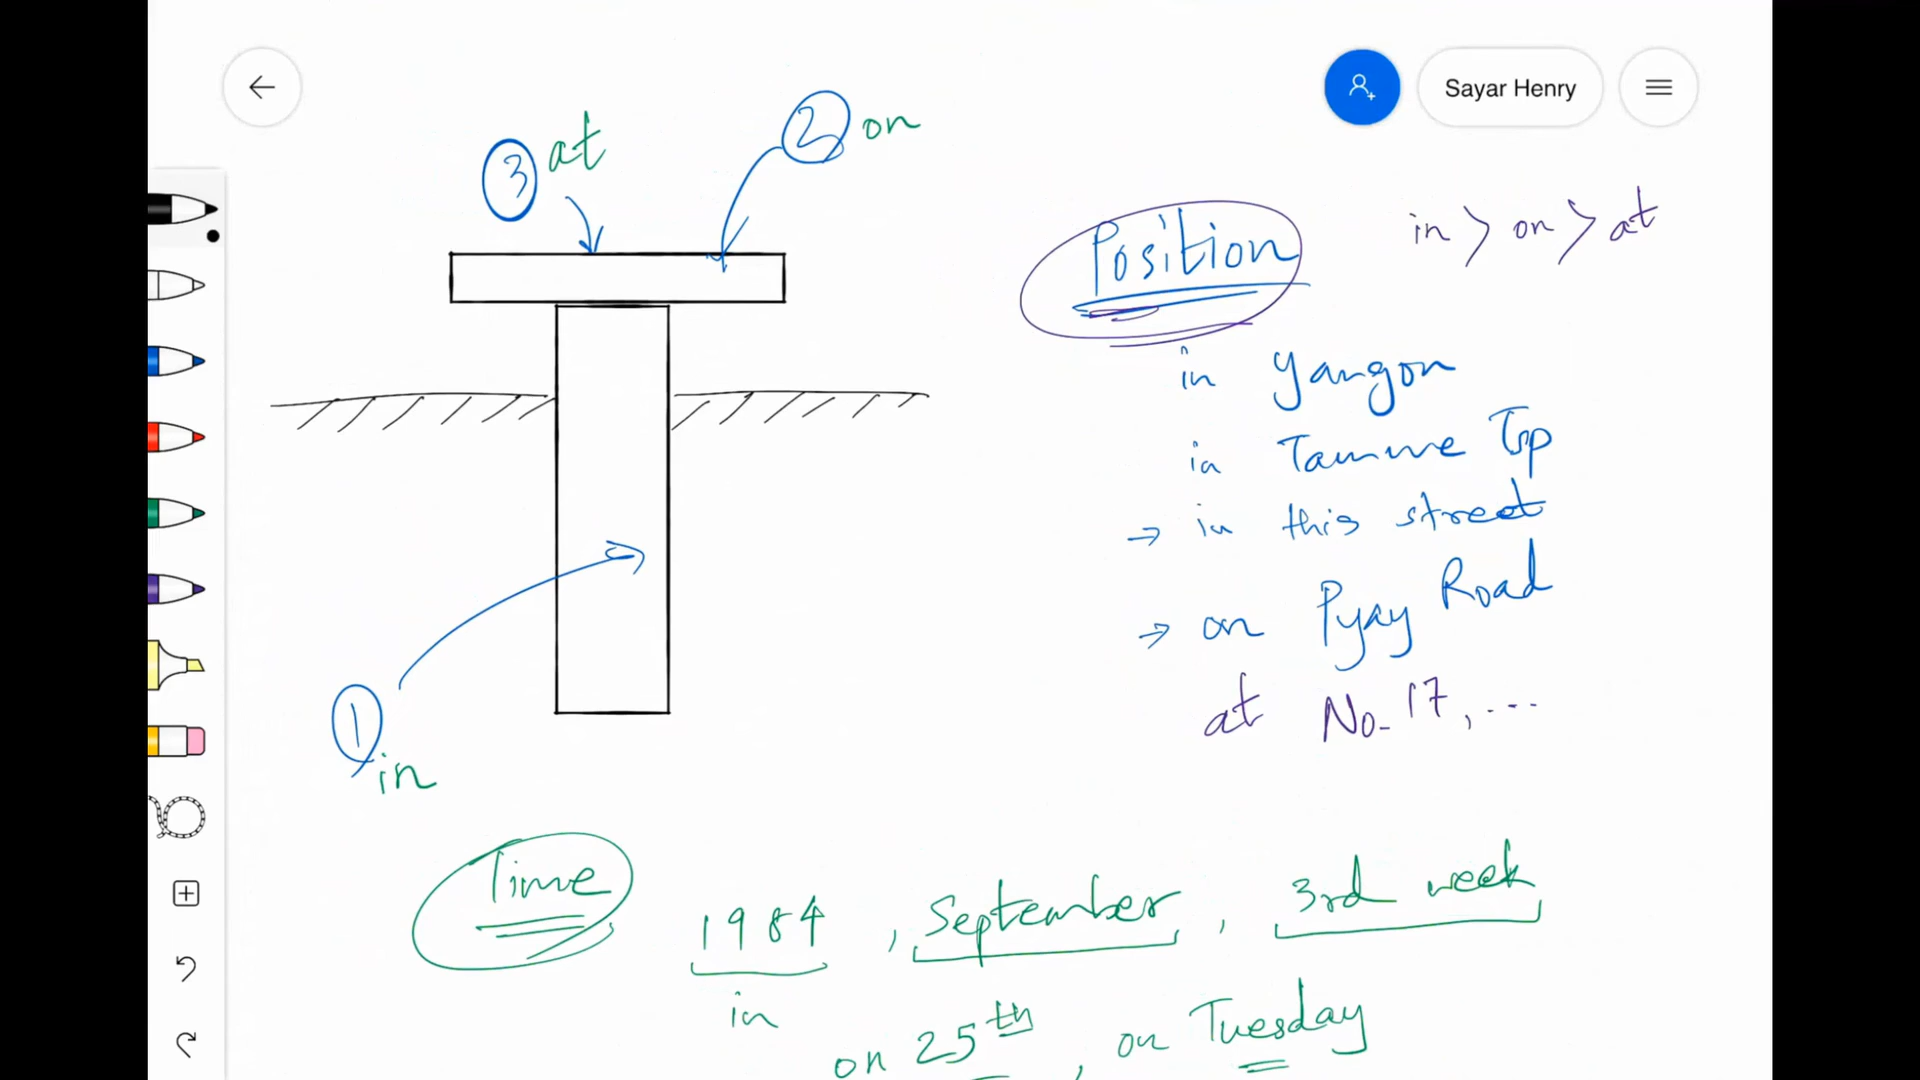 Sayar Henry
③ at
② on
Position
in > on > at
in Yangon
in Tamwe Tsp
→ in this street
→ on Pyay Road
at No. 17, ...
① in
Time
1984, September, 3rd week
in
on 25th, on Tuesday